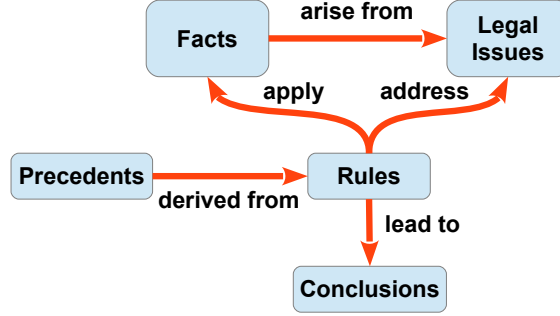 arise from
Facts
Legal
Issues
apply
address
Precedents
Rules
derived from
lead to
Conclusions